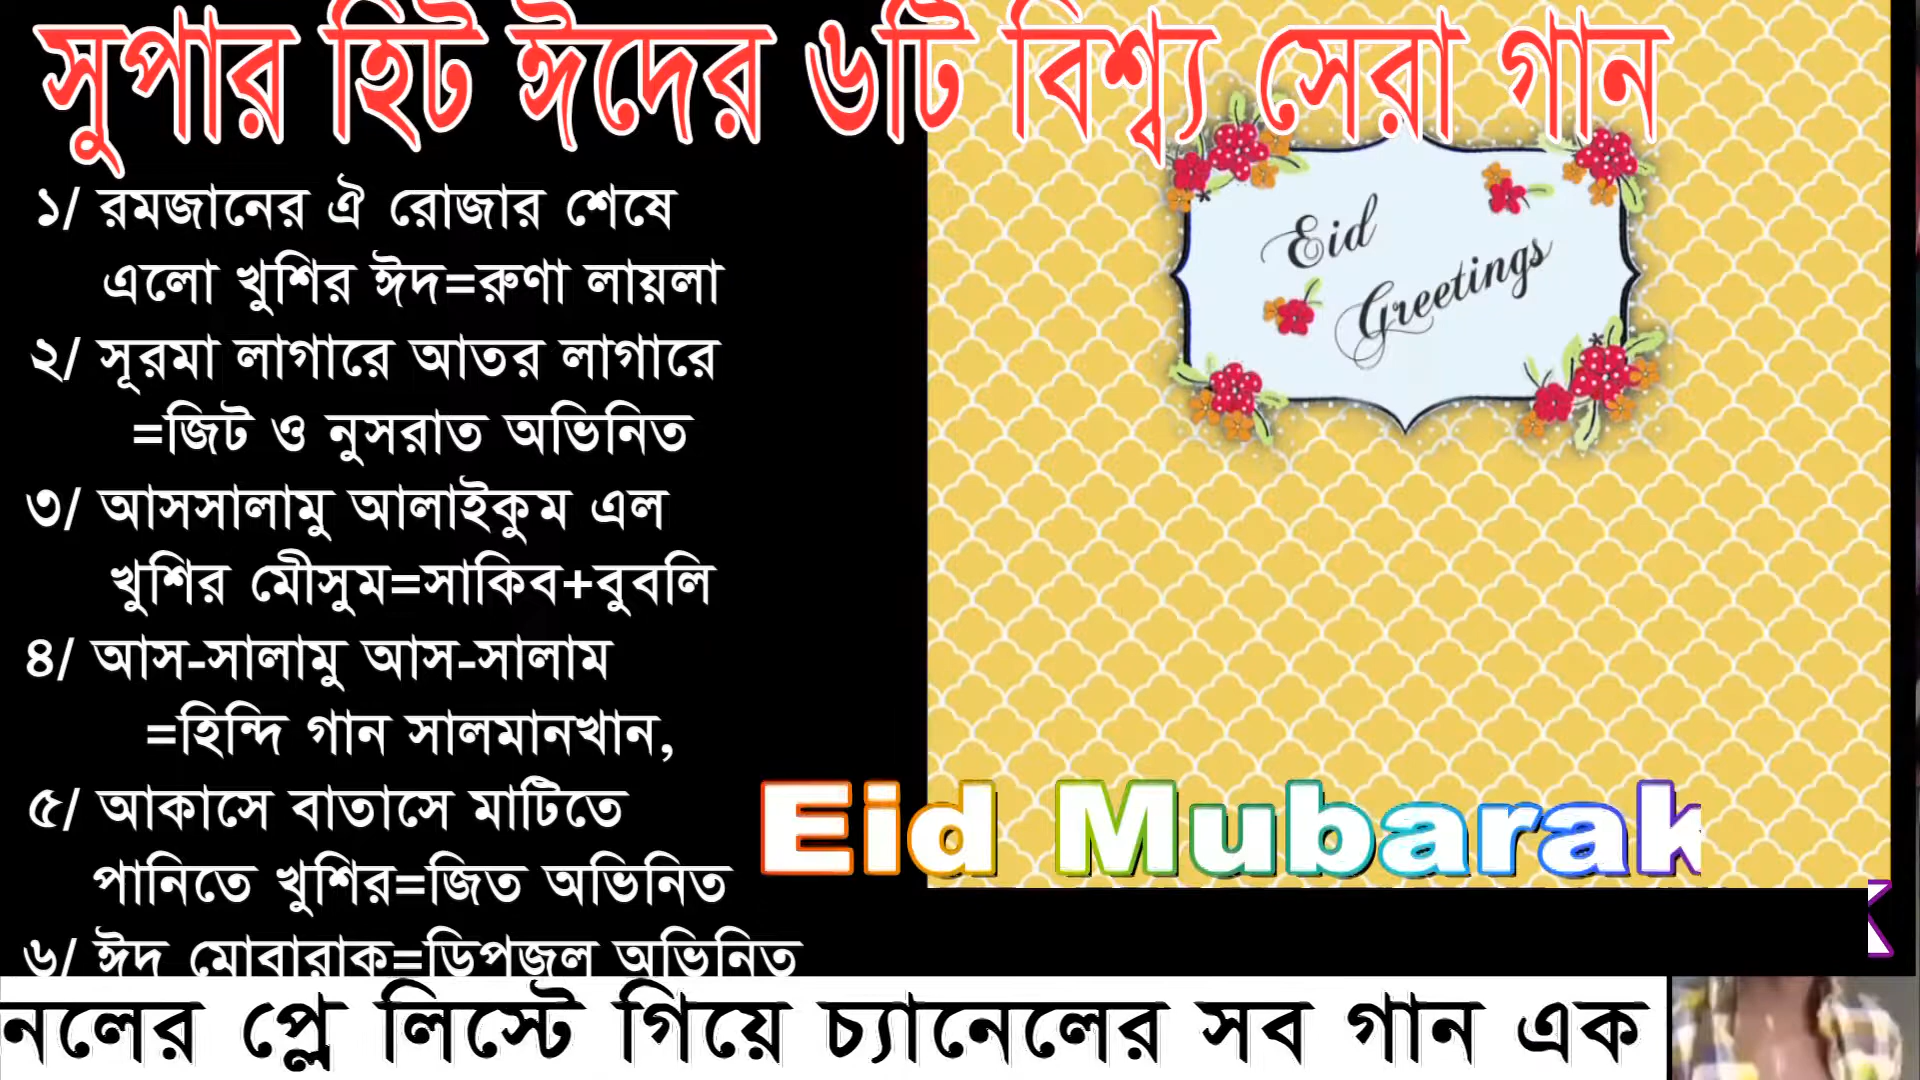 সুপার হিট ঈদের ৬টি বিশ্ব্য সেরা গান
১/ রমজানের ঐ রোজার শেষে
এলো খুশির ঈদ=রুণা লায়লা
২/ সূরমা লাগারে আতর লাগারে
=জিট ও নুসরাত অভিনিত
৩/ আসসালামু আলাইকুম এল
খুশির মৌসুম=সাকিব+বুবলি
৪/ আস-সালামু আস-সালাম
=হিন্দি গান সালমানখান,
৫/ আকাসে বাতাসে মাটিতে
পানিতে খুশির=জিত অভিনিত
৬/ ঈদ মোবারাক=ডিপজল অভিনিত
Eid
Greetings
Eid Mubarak
K
নলের প্লে লিস্টে গিয়ে চ্যানেলের সব গান এক